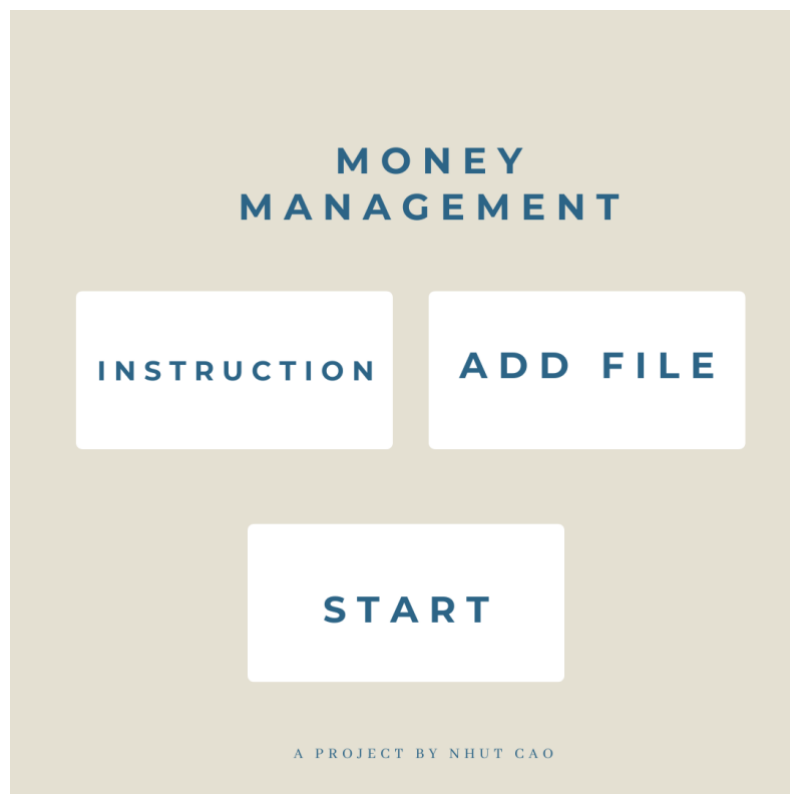 MONEY
MANAGEMENT
INSTRUCTION
ADD FILE
START
A PROJECT BY NHUT CAO